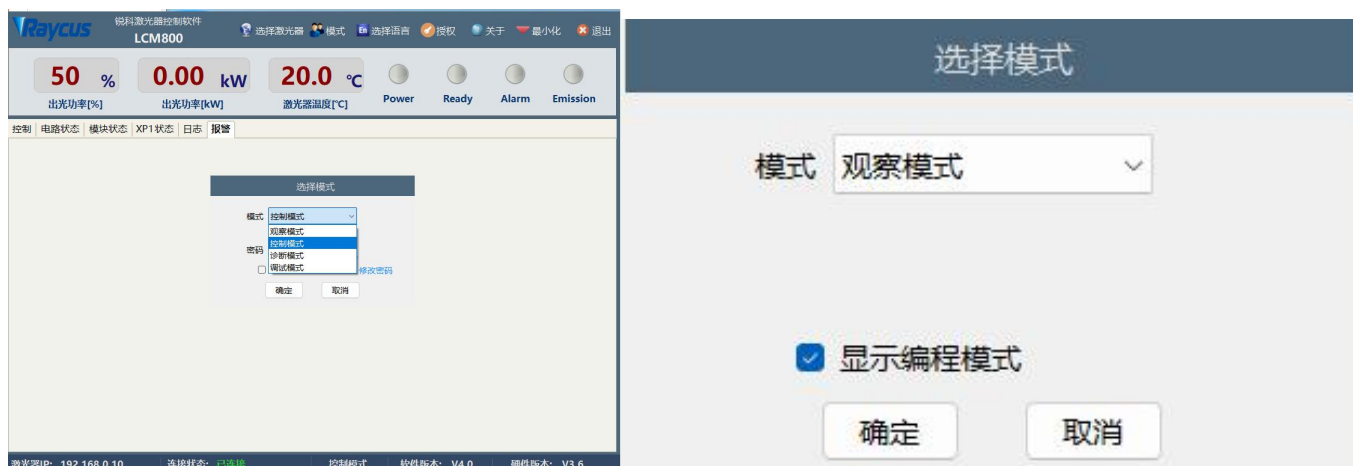 Raycus
锐科激光器控制软件
LCM800
选择激光器 模式 选择语言 授权 关于 最小化 退出
50 % 0.00 kW 20.0 ℃
出光功率[%] 出光功率[kW] 激光器温度[℃] Power Ready Alarm Emission
控制 电路状态 模块状态 XP1状态 日志 报警
选择模式
模式 控制模式
观察模式
控制模式
密码 诊断模式
调试模式 修改密码
确定 取消
激光器IP: 192.168.0.10 连接状态: 已连接 控制模式 软件版本: V4.0 硬件版本: V3.6
选择模式
模式 观察模式
显示编程模式
确定 取消